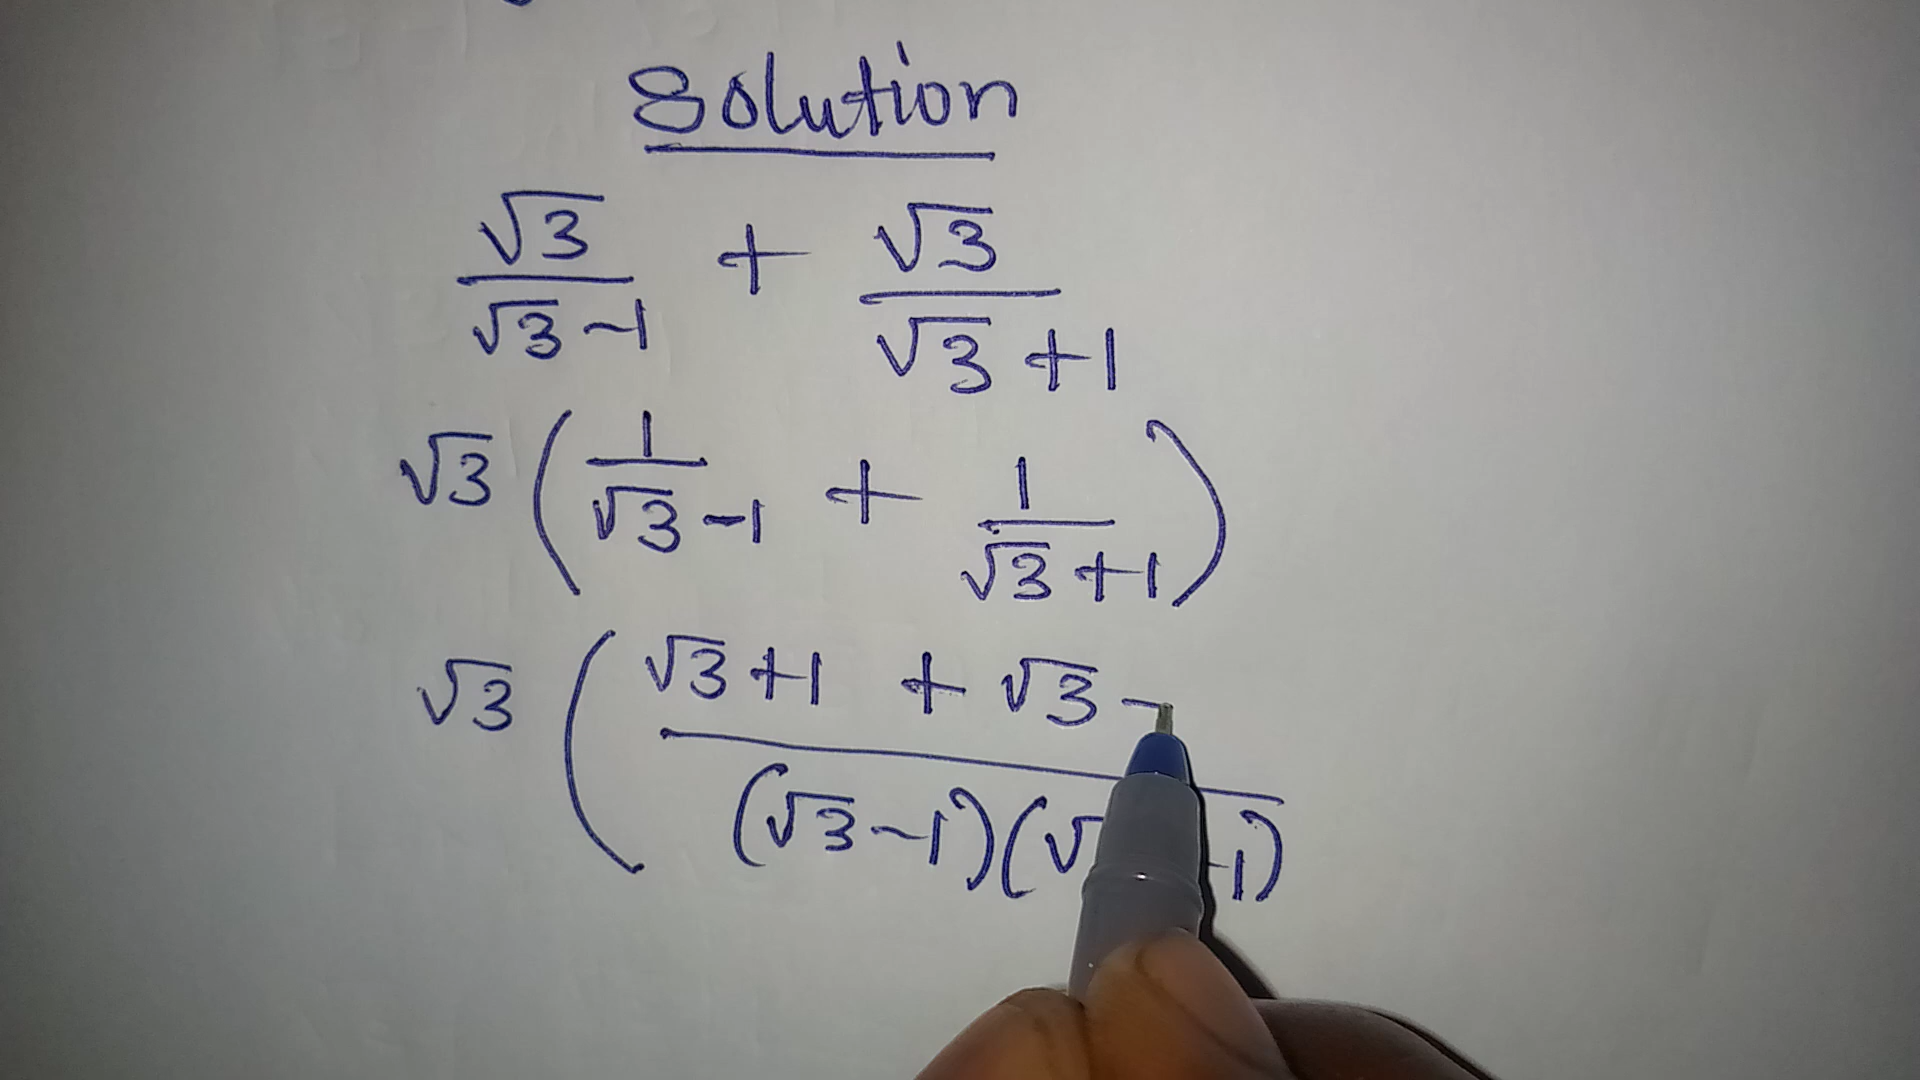 Solution
√3/(√3-1) + √3/(√3+1)
√3 (1/(√3-1) + 1/(√3+1))
√3 ( (√3+1 + √3-)/((√3-1)(√ -1)